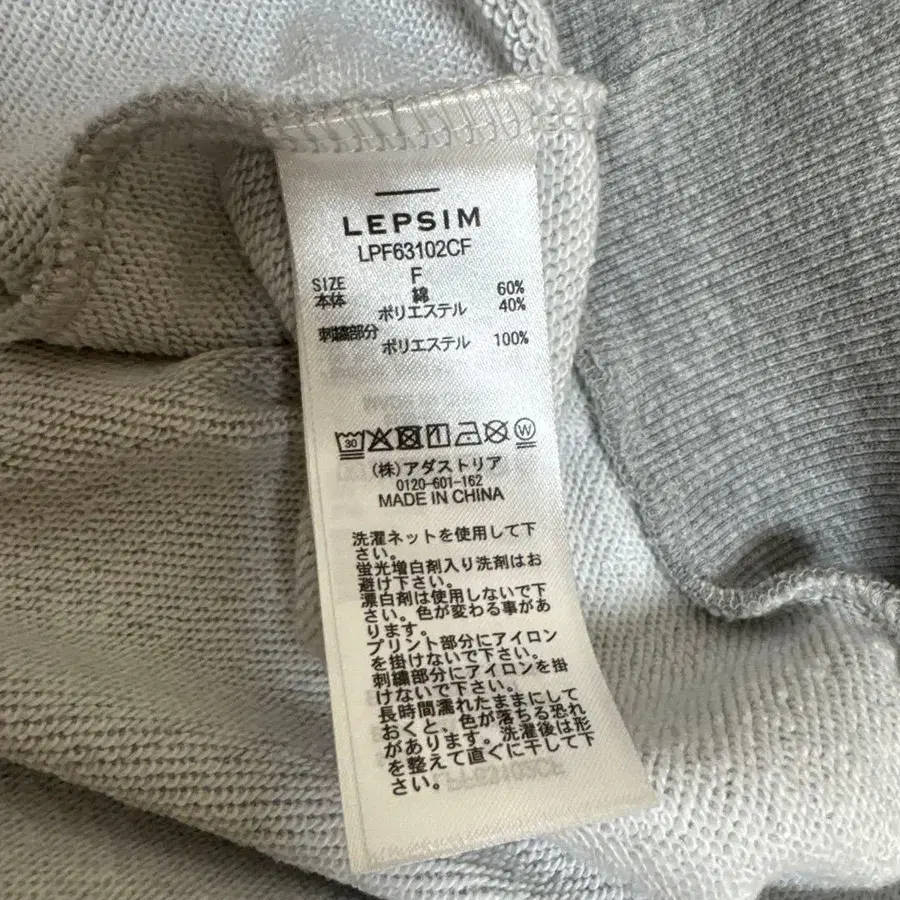 LEPSIM
LPF63102CF
SIZE F
本体 綿 60%
ポリエステル 40%
刺繍部分
ポリエステル 100%
30
W
(株)アダストリア
0120-601-162
MADE IN CHINA
洗濯ネットを使用して下
さい。
蛍光増白剤入り洗剤はお
避け下さい。
漂白剤は使用しないで下
さい。色が変わる事があ
ります。
プリント部分にアイロン
を掛けないで下さい。
刺繍部分にアイロンを掛
けないで下さい。
長時間濡れたままにして
おくと、色が落ちる恐れ
があります。洗濯後は形
を整えて直ぐに干して下
さい。